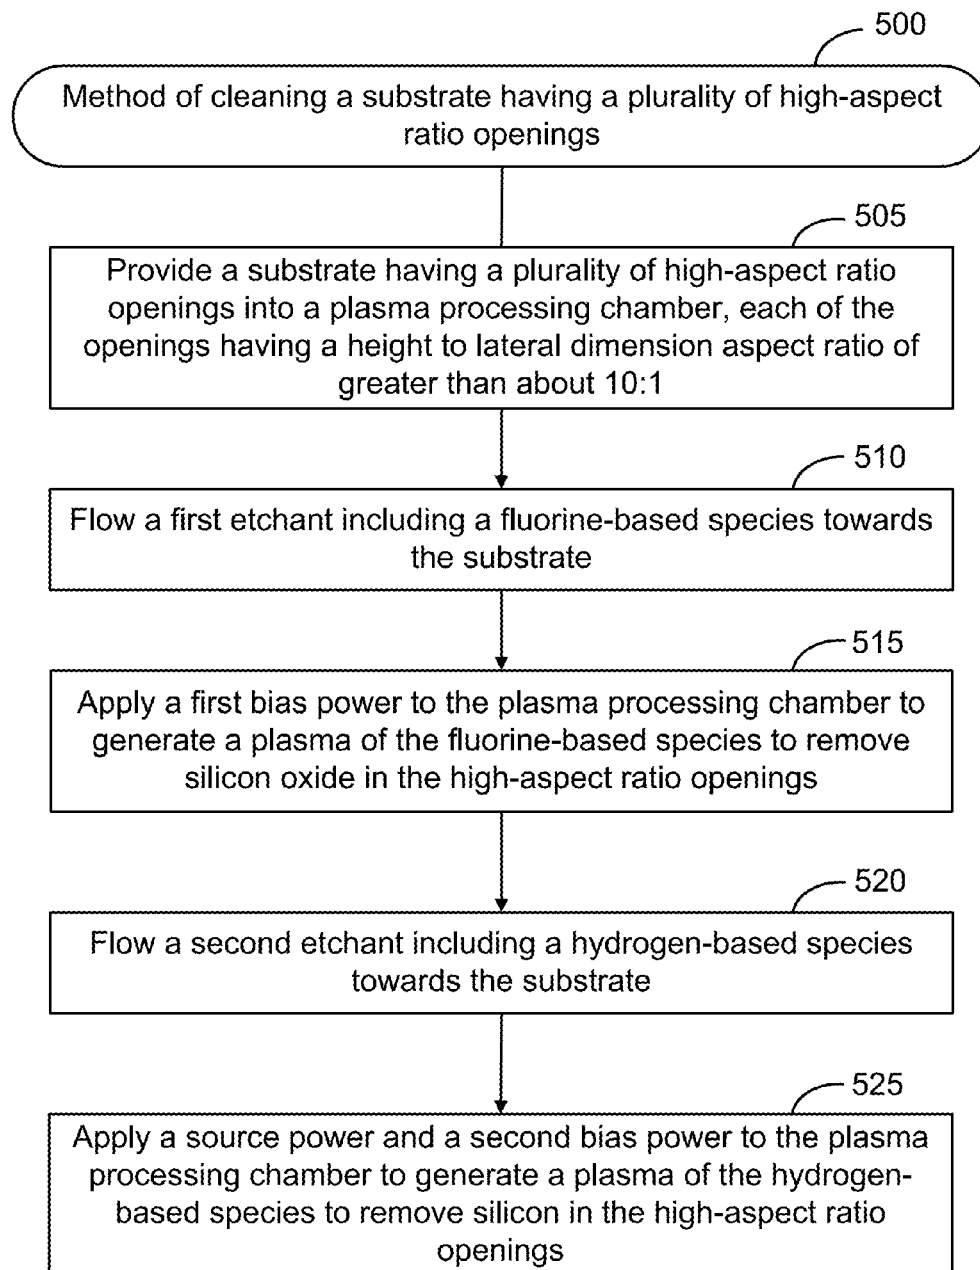 500
Method of cleaning a substrate having a plurality of high-aspect
ratio openings
505
Provide a substrate having a plurality of high-aspect ratio
openings into a plasma processing chamber, each of the
openings having a height to lateral dimension aspect ratio of
greater than about 10:1
510
Flow a first etchant including a fluorine-based species towards
the substrate
515
Apply a first bias power to the plasma processing chamber to
generate a plasma of the fluorine-based species to remove
silicon oxide in the high-aspect ratio openings
520
Flow a second etchant including a hydrogen-based species
towards the substrate
525
Apply a source power and a second bias power to the plasma
processing chamber to generate a plasma of the hydrogen-
based species to remove silicon in the high-aspect ratio
openings